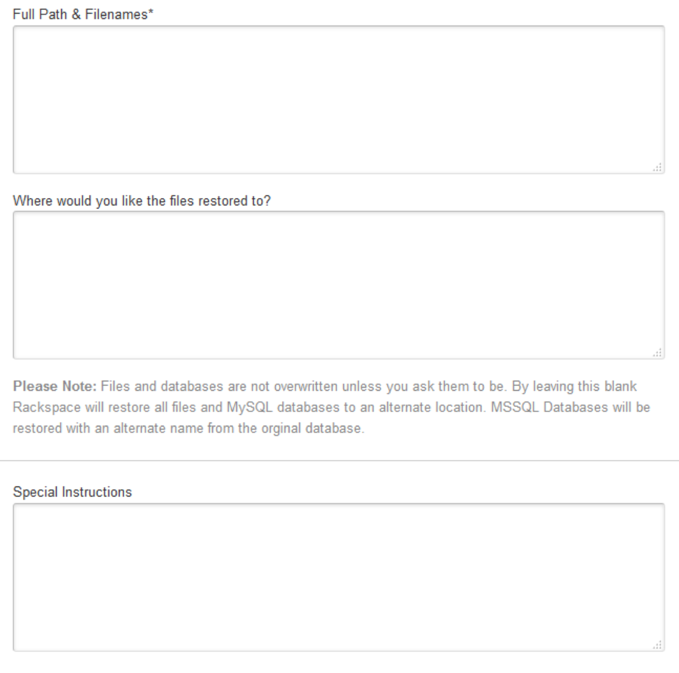 Full Path & Filenames*
Where would you like the files restored to?
Please Note: Files and databases are not overwritten unless you ask them to be. By leaving this blank
Rackspace will restore all files and MySQL databases to an alternate location. MSSQL Databases will be
restored with an alternate name from the orginal database.
Special Instructions